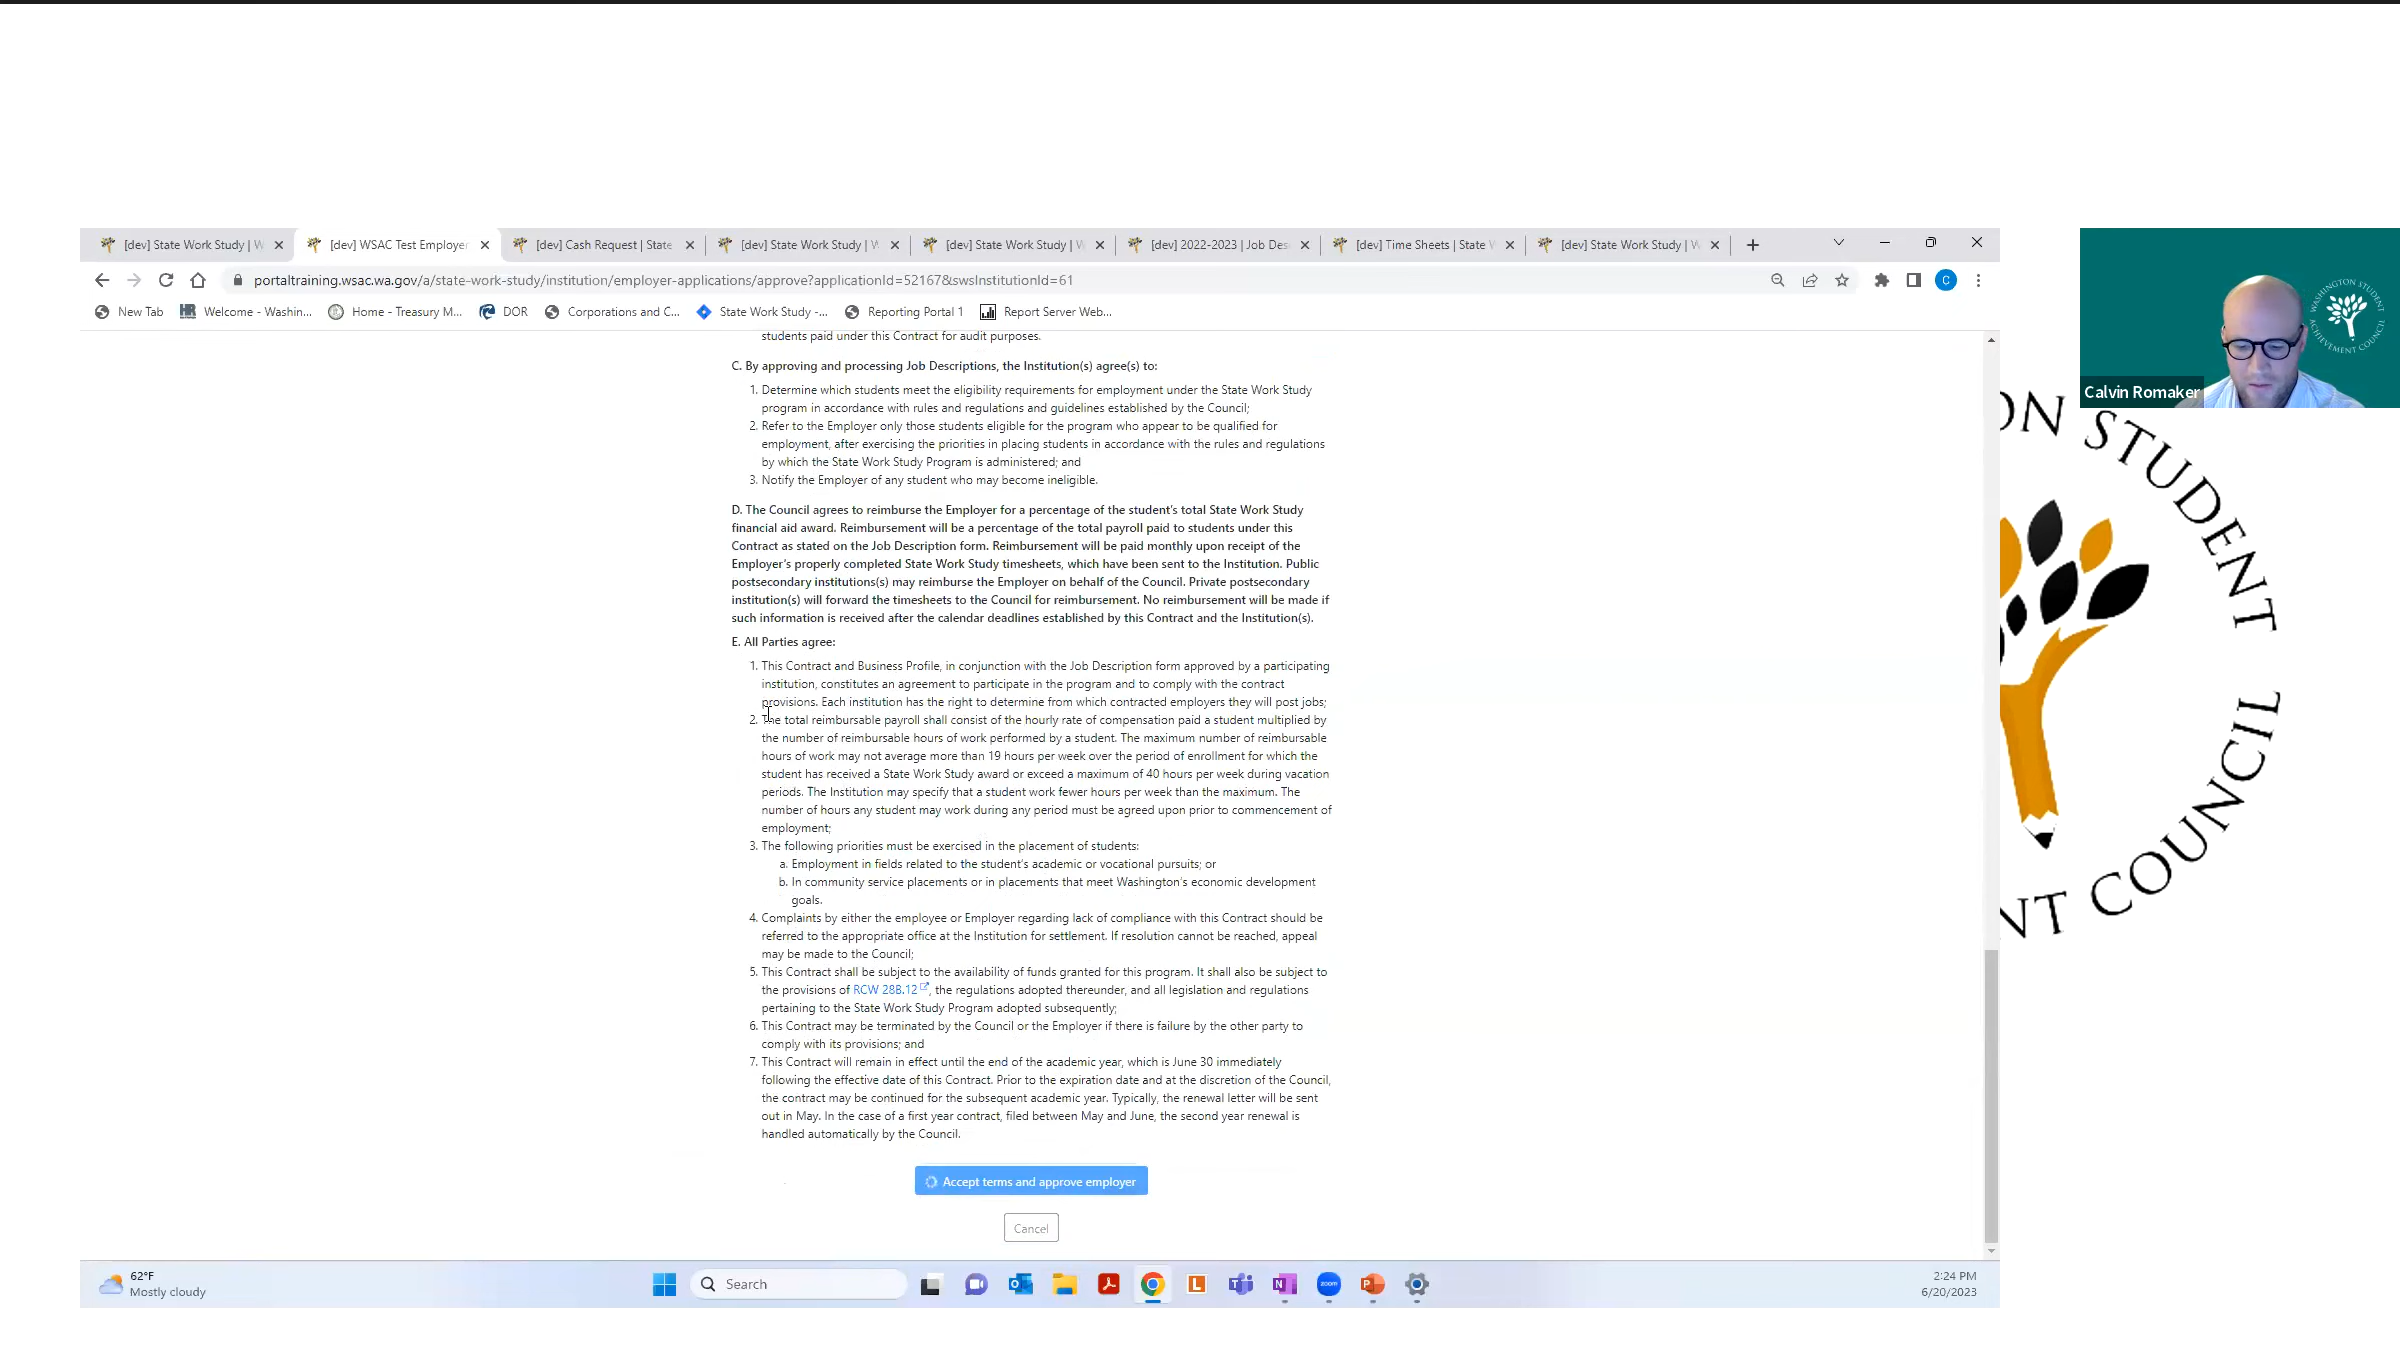 [dev] State Work Study | W
[dev] WSAC Test Employer
[dev] Cash Request | State
[dev] State Work Study | W
[dev] State Work Study | W
[dev] 2022-2023 | Job Des
[dev] Time Sheets | State W
[dev] State Work Study | W
portaltraining.wsac.wa.gov/a/state-work-study/institution/employer-applications/approve?applicationId=52167&swsInstitutionId=61
C
New Tab
Welcome - Washin...
Home - Treasury M...
DOR
Corporations and C...
State Work Study -...
Reporting Portal 1
Report Server Web...
students paid under this Contract for audit purposes.
C. By approving and processing Job Descriptions, the Institution(s) agree(s) to:
1. Determine which students meet the eligibility requirements for employment under the State Work Study
program in accordance with rules and regulations and guidelines established by the Council;
2. Refer to the Employer only those students eligible for the program who appear to be qualified for
employment, after exercising the priorities in placing students in accordance with the rules and regulations
by which the State Work Study Program is administered; and
3. Notify the Employer of any student who may become ineligible.
D. The Council agrees to reimburse the Employer for a percentage of the student's total State Work Study
financial aid award. Reimbursement will be a percentage of the total payroll paid to students under this
Contract as stated on the Job Description form. Reimbursement will be paid monthly upon receipt of the
Employer's properly completed State Work Study timesheets, which have been sent to the Institution. Public
postsecondary institutions(s) may reimburse the Employer on behalf of the Council. Private postsecondary
institution(s) will forward the timesheets to the Council for reimbursement. No reimbursement will be made if
such information is received after the calendar deadlines established by this Contract and the Institution(s).
E. All Parties agree:
1. This Contract and Business Profile, in conjunction with the Job Description form approved by a participating
institution, constitutes an agreement to participate in the program and to comply with the contract
provisions. Each institution has the right to determine from which contracted employers they will post jobs;
2. The total reimbursable payroll shall consist of the hourly rate of compensation paid a student multiplied by
the number of reimbursable hours of work performed by a student. The maximum number of reimbursable
hours of work may not average more than 19 hours per week over the period of enrollment for which the
student has received a State Work Study award or exceed a maximum of 40 hours per week during vacation
periods. The Institution may specify that a student work fewer hours per week than the maximum. The
number of hours any student may work during any period must be agreed upon prior to commencement of
employment;
3. The following priorities must be exercised in the placement of students:
a. Employment in fields related to the student's academic or vocational pursuits; or
b. In community service placements or in placements that meet Washington's economic development
goals.
4. Complaints by either the employee or Employer regarding lack of compliance with this Contract should be
referred to the appropriate office at the Institution for settlement. If resolution cannot be reached, appeal
may be made to the Council;
5. This Contract shall be subject to the availability of funds granted for this program. It shall also be subject to
the provisions of RCW 28B.12, the regulations adopted thereunder, and all legislation and regulations
pertaining to the State Work Study Program adopted subsequently;
6. This Contract may be terminated by the Council or the Employer if there is failure by the other party to
comply with its provisions; and
7. This Contract will remain in effect until the end of the academic year, which is June 30 immediately
following the effective date of this Contract. Prior to the expiration date and at the discretion of the Council,
the contract may be continued for the subsequent academic year. Typically, the renewal letter will be sent
out in May. In the case of a first year contract, filed between May and June, the second year renewal is
handled automatically by the Council.
Accept terms and approve employer
Cancel
62°F
Mostly cloudy
Search
zoom
2:24 PM
6/20/2023
WASHINGTON STUDENT
ACHIEVEMENT COUNCIL
Calvin Romaker
ON STUDENT
NT COUNCIL